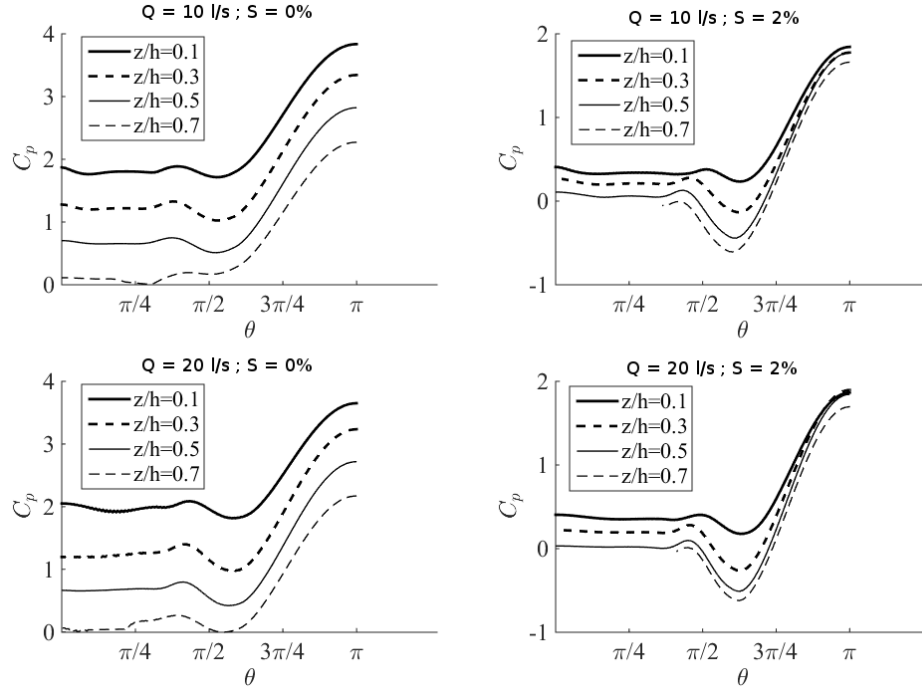 Q = 10 l/s ; S = 0%
4
3
2
1
0
C_p
z/h=0.1
z/h=0.3
z/h=0.5
z/h=0.7
π/4
π/2
3π/4
π
θ
Q = 10 l/s ; S = 2%
2
1
0
-1
C_p
z/h=0.1
z/h=0.3
z/h=0.5
z/h=0.7
π/4
π/2
3π/4
π
θ
Q = 20 l/s ; S = 0%
4
3
2
1
0
C_p
z/h=0.1
z/h=0.3
z/h=0.5
z/h=0.7
π/4
π/2
3π/4
π
θ
Q = 20 l/s ; S = 2%
2
1
0
-1
C_p
z/h=0.1
z/h=0.3
z/h=0.5
z/h=0.7
π/4
π/2
3π/4
π
θ